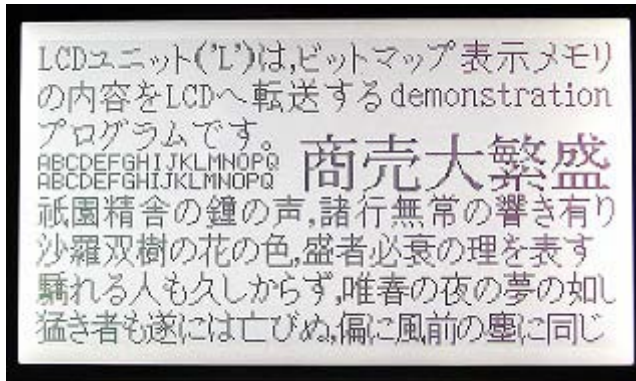 LCDユニット('L')は,ビットマップ表示メモリ
の内容をLCDへ転送するdemonstration
プログラムです。
ABCDEFGHIJKLMNOPQ
ABCDEFGHIJKLMNOPQ
商売大繁盛
祇園精舎の鐘の声,諸行無常の響き有り
沙羅双樹の花の色,盛者必衰の理を表す
驕れる人も久しからず,唯春の夜の夢の如し
猛き者も遂には亡びぬ,偏に風前の塵に同じ